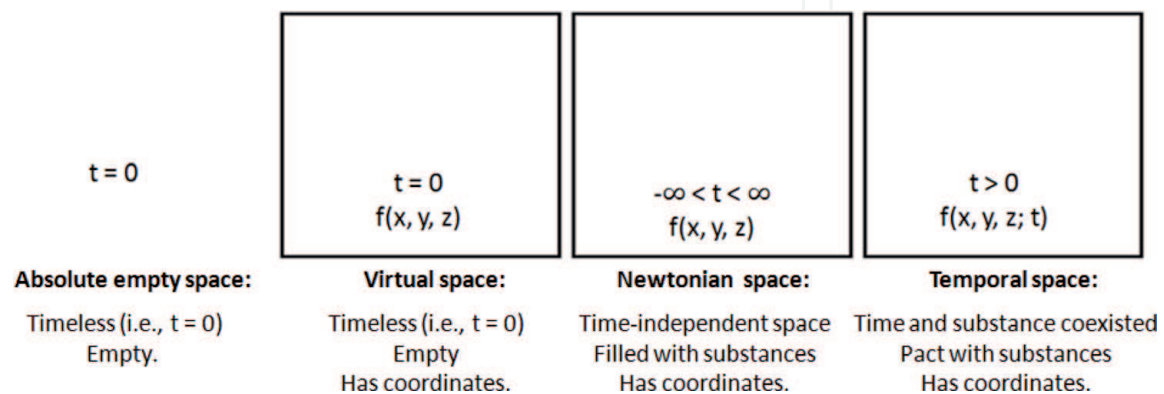 t = 0
t = 0
f(x, y, z)
-∞ < t < ∞
f(x, y, z)
t > 0
f(x, y, z; t)
Absolute empty space:
Timeless (i.e., t = 0)
Empty.
Virtual space:
Timeless (i.e., t = 0)
Empty
Has coordinates.
Newtonian space:
Time-independent space
Filled with substances
Has coordinates.
Temporal space:
Time and substance coexisted
Pact with substances
Has coordinates.